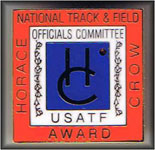 NATIONAL TRACK & FIELD
OFFICIALS COMMITTEE
HORACE
HC
CROW
USATF
AWARD